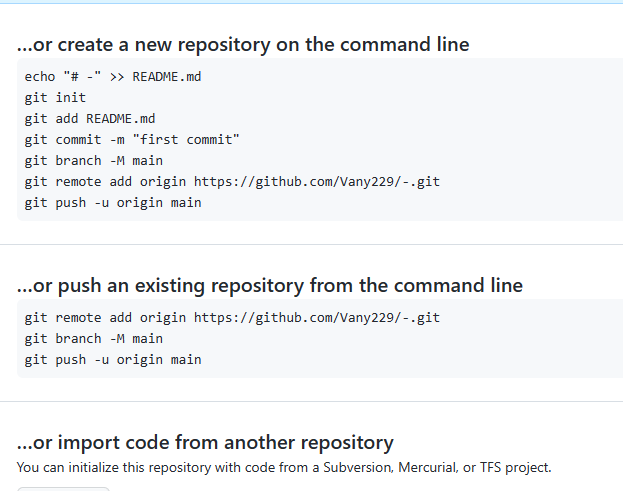 ...or create a new repository on the command line
echo "# -" >> README.md
git init
git add README.md
git commit -m "first commit"
git branch -M main
git remote add origin https://github.com/Vany229/-.git
git push -u origin main
...or push an existing repository from the command line
git remote add origin https://github.com/Vany229/-.git
git branch -M main
git push -u origin main
...or import code from another repository
You can initialize this repository with code from a Subversion, Mercurial, or TFS project.